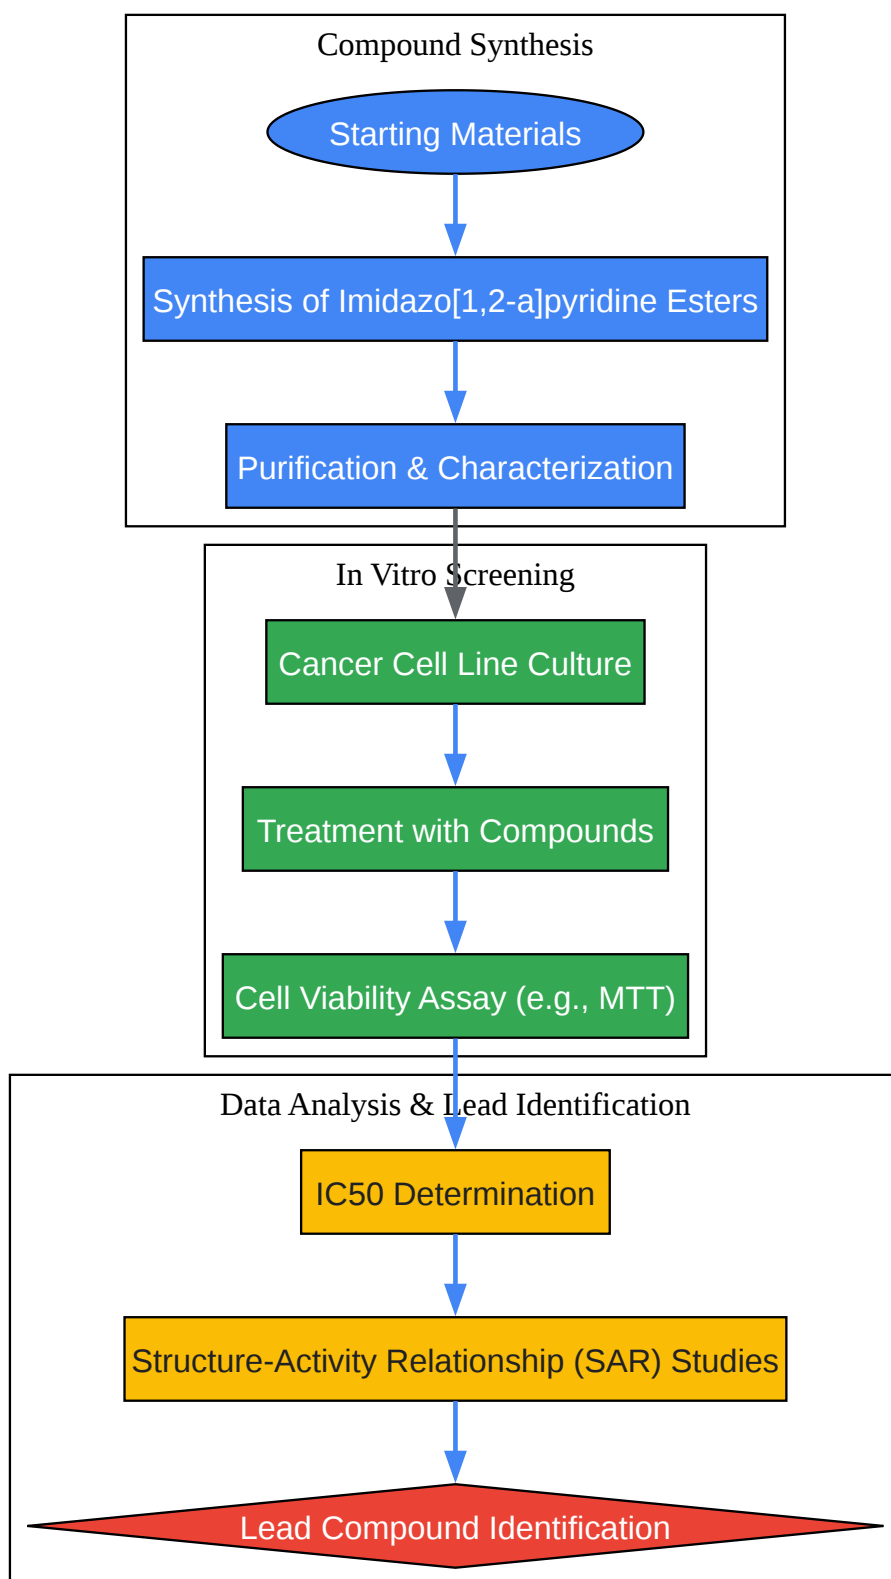 Compound Synthesis
Starting Materials
Synthesis of Imidazo[1,2-a]pyridine Esters
Purification & Characterization
In Vitro Screening
Cancer Cell Line Culture
Treatment with Compounds
Cell Viability Assay (e.g., MTT)
Data Analysis & Lead Identification
IC50 Determination
Structure-Activity Relationship (SAR) Studies
Lead Compound Identification